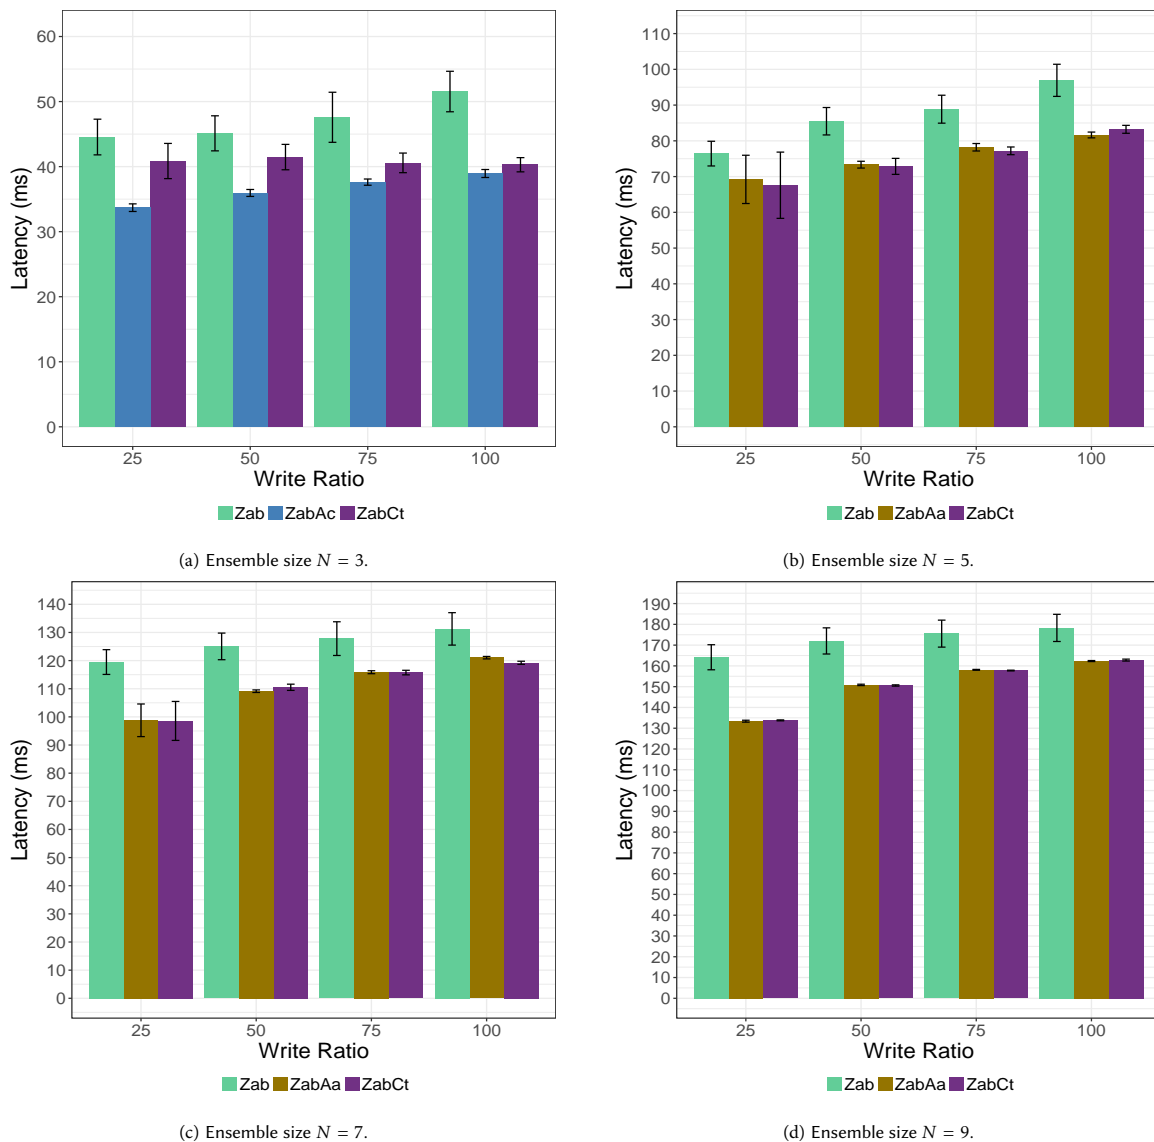 60
50
40
30
20
10
0
Latency (ms)
25 50 75 100
Write Ratio
Zab ZabAc ZabCt
(a) Ensemble size N = 3.
110
100
90
80
70
60
50
40
30
20
10
0
Latency (ms)
25 50 75 100
Write Ratio
Zab ZabAa ZabCt
(b) Ensemble size N = 5.
140
130
120
110
100
90
80
70
60
50
40
30
20
10
0
Latency (ms)
25 50 75 100
Write Ratio
Zab ZabAa ZabCt
(c) Ensemble size N = 7.
190
180
170
160
150
140
130
120
110
100
90
80
70
60
50
40
30
20
10
0
Latency (ms)
25 50 75 100
Write Ratio
Zab ZabAa ZabCt
(d) Ensemble size N = 9.